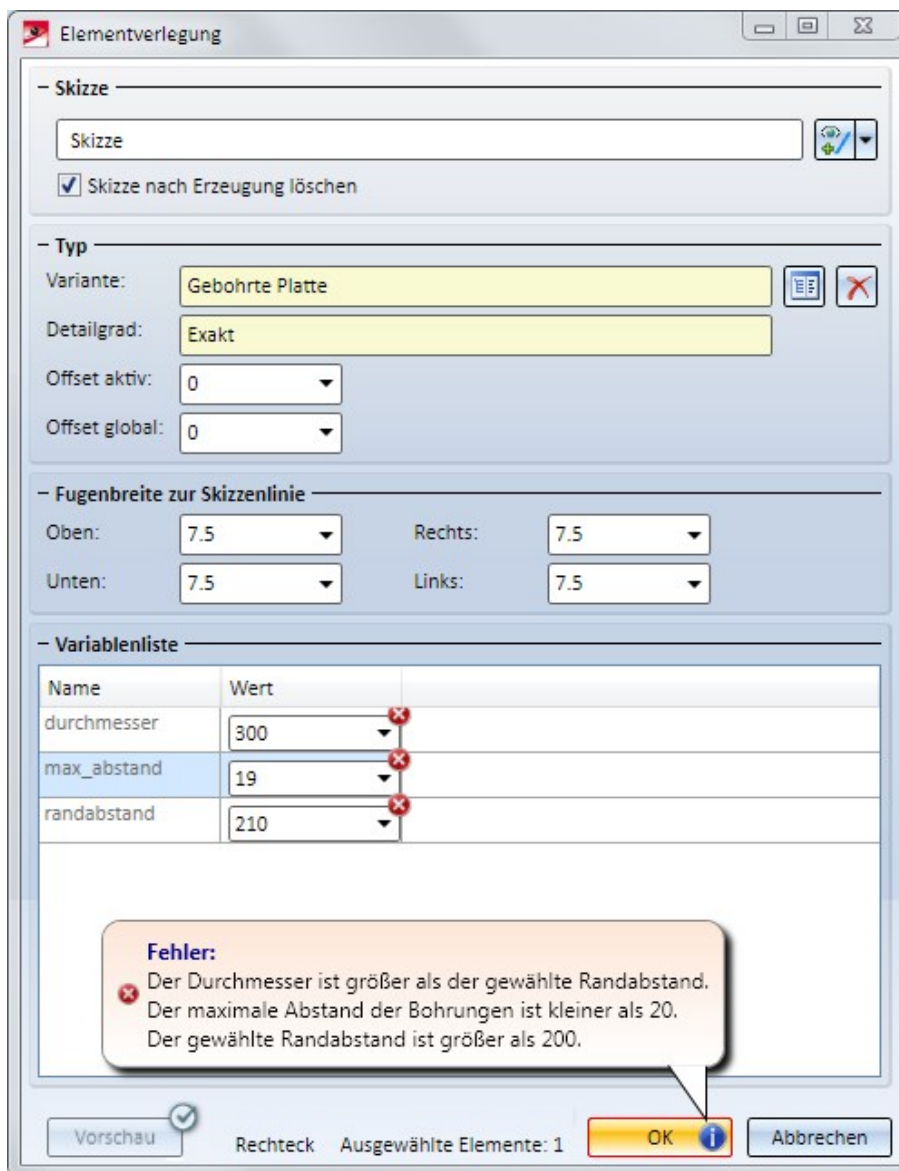 Elementverlegung
Skizze
Skizze
Skizze nach Erzeugung löschen
Typ
Variante: Gebohrte Platte
Detailgrad: Exakt
Offset aktiv: 0
Offset global: 0
Fugenbreite zur Skizzenlinie
Oben: 7.5 Rechts: 7.5
Unten: 7.5 Links: 7.5
Variablenliste
Name Wert
durchmesser 300
max_abstand 19
randabstand 210
Fehler:
Der Durchmesser ist größer als der gewählte Randabstand.
Der maximale Abstand der Bohrungen ist kleiner als 20.
Der gewählte Randabstand ist größer als 200.
Vorschau Rechteck Ausgewählte Elemente: 1 OK Abbrechen